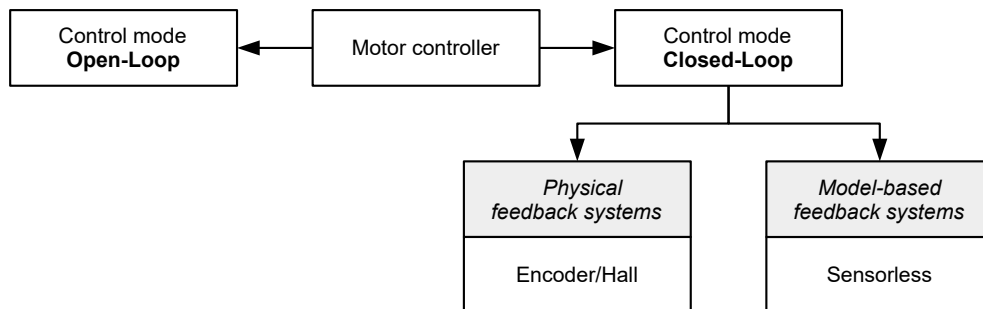 Control mode
Open-Loop
Motor controller
Control mode
Closed-Loop
Physical
feedback systems
Encoder/Hall
Model-based
feedback systems
Sensorless